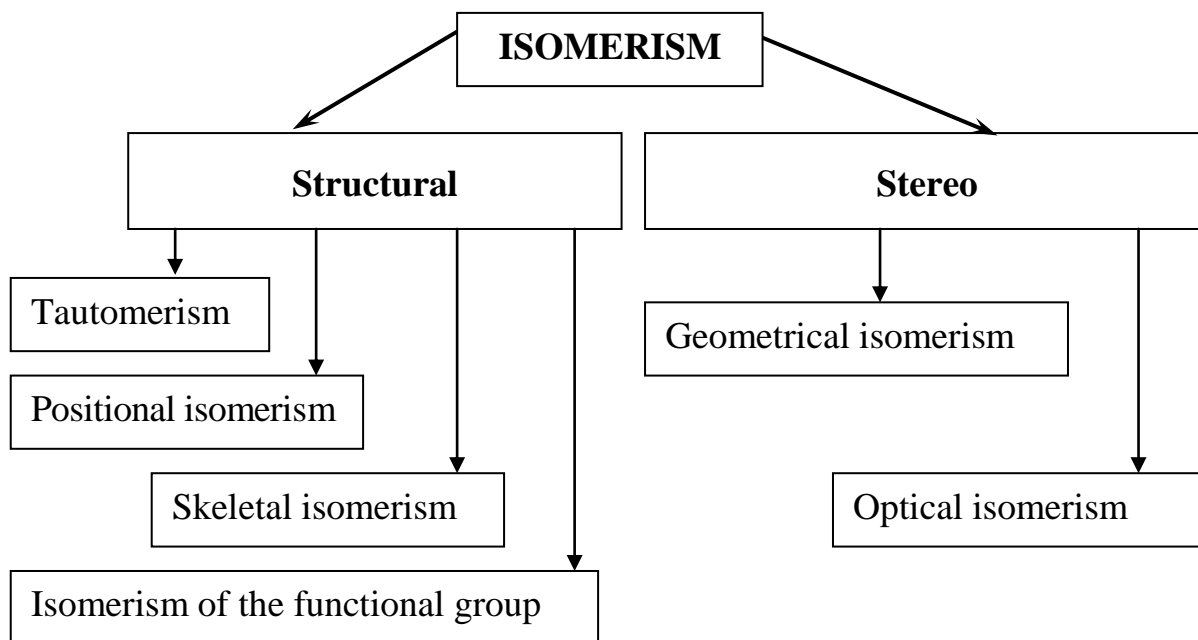 ISOMERISM
Structural
Stereo
Tautomerism
Geometrical isomerism
Positional isomerism
Skeletal isomerism
Optical isomerism
Isomerism of the functional group